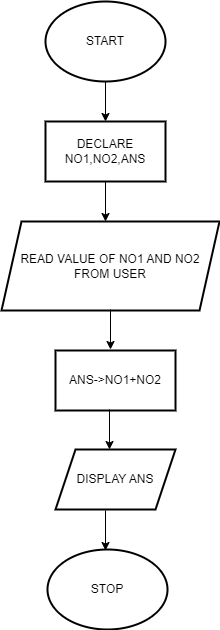 START
DECLARE
NO1,NO2,ANS
READ VALUE OF NO1 AND NO2
FROM USER
ANS->NO1+NO2
DISPLAY ANS
STOP